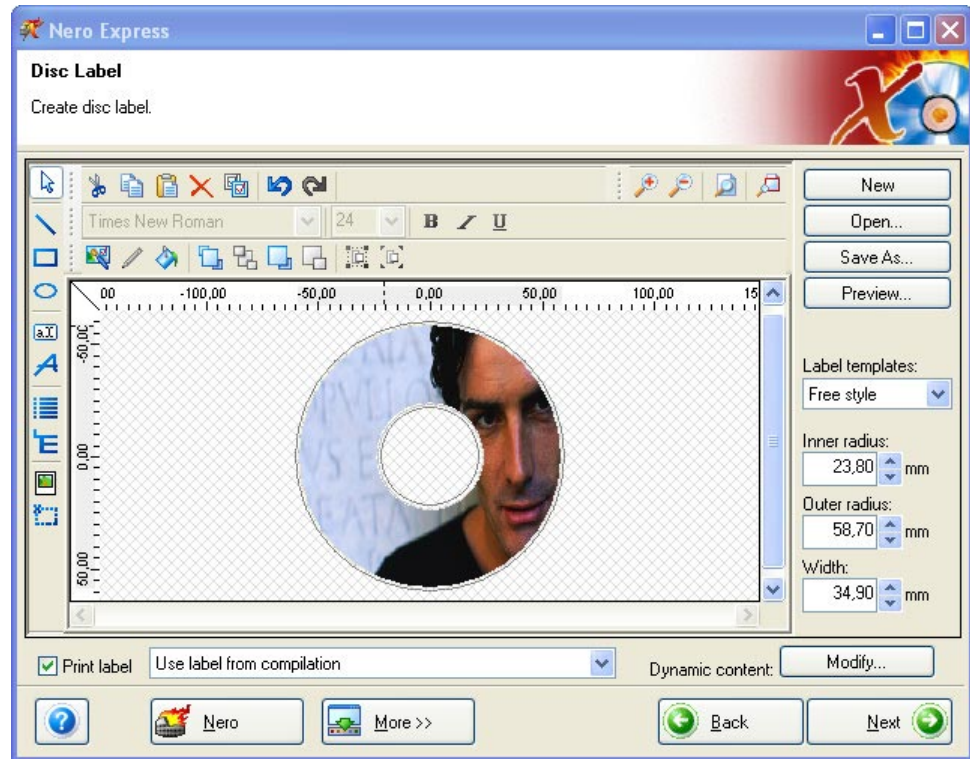 Nero Express
Disc Label
Create disc label.
New
Times New Roman 24 B I U
Open...
Save As...
00 -100,00 -50,00 0,00 50,00 100,00 15
Preview...
-50,00
0,00
50,00
Label templates:
Free style
Inner radius:
23,80 mm
Outer radius:
58,70 mm
Width:
34,90 mm
Print label Use label from compilation Dynamic content: Modify...
Nero More >> Back Next